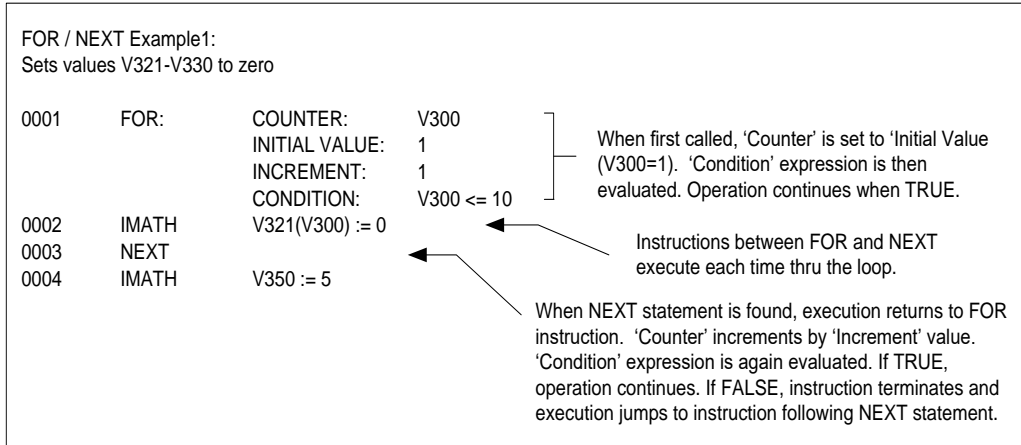 FOR / NEXT Example1:
Sets values V321-V330 to zero
0001 FOR: COUNTER: V300
INITIAL VALUE: 1
INCREMENT: 1
CONDITION: V300 <= 10
When first called, ‘Counter’ is set to ‘Initial Value
(V300=1). ‘Condition’ expression is then
evaluated. Operation continues when TRUE.
0002 IMATH V321(V300) := 0
0003 NEXT
0004 IMATH V350 := 5
Instructions between FOR and NEXT
execute each time thru the loop.
When NEXT statement is found, execution returns to FOR
instruction. ‘Counter’ increments by ‘Increment’ value.
‘Condition’ expression is again evaluated. If TRUE,
operation continues. If FALSE, instruction terminates and
execution jumps to instruction following NEXT statement.